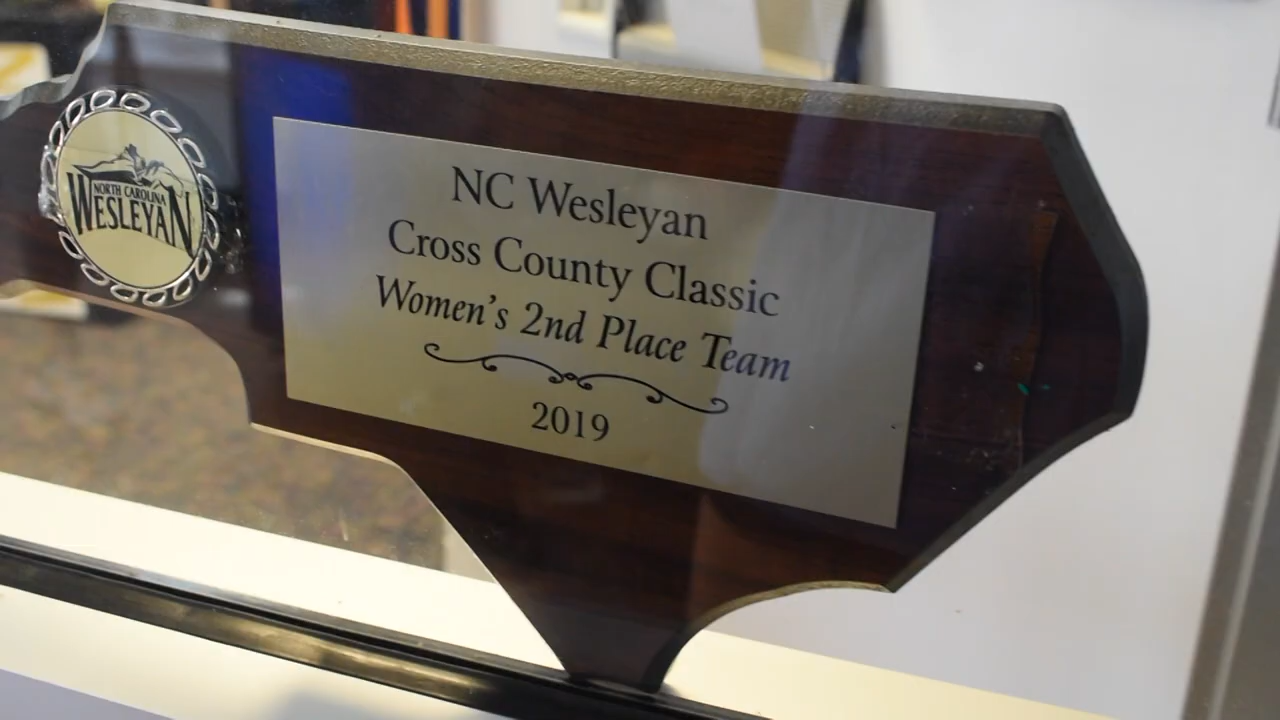 NORTH CAROLINA
WESLEYAN
NC Wesleyan
Cross County Classic
Women's 2nd Place Team
2019